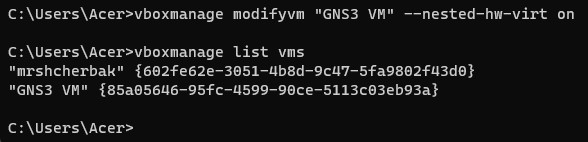 C:\Users\Acer>vboxmanage modifyvm "GNS3 VM" --nested-hw-virt on
C:\Users\Acer>vboxmanage list vms
"mrshcherbak" {602fe62e-3051-4b8d-9c47-5fa9802f43d0}
"GNS3 VM" {85a05646-95fc-4599-90ce-5113c03eb93a}
C:\Users\Acer>